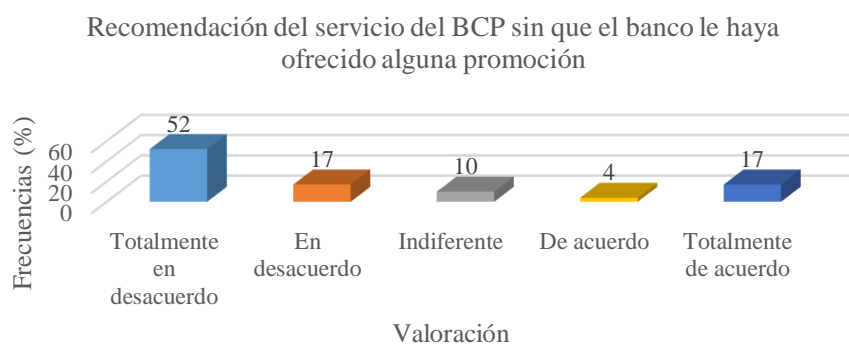 Recomendación del servicio del BCP sin que el banco le haya
ofrecido alguna promoción
Frecuencias (%)
60
40
20
0
52
17
10
4
17
Totalmente
en
desacuerdo
En
desacuerdo
Indiferente
De acuerdo
Totalmente
de acuerdo
Valoración